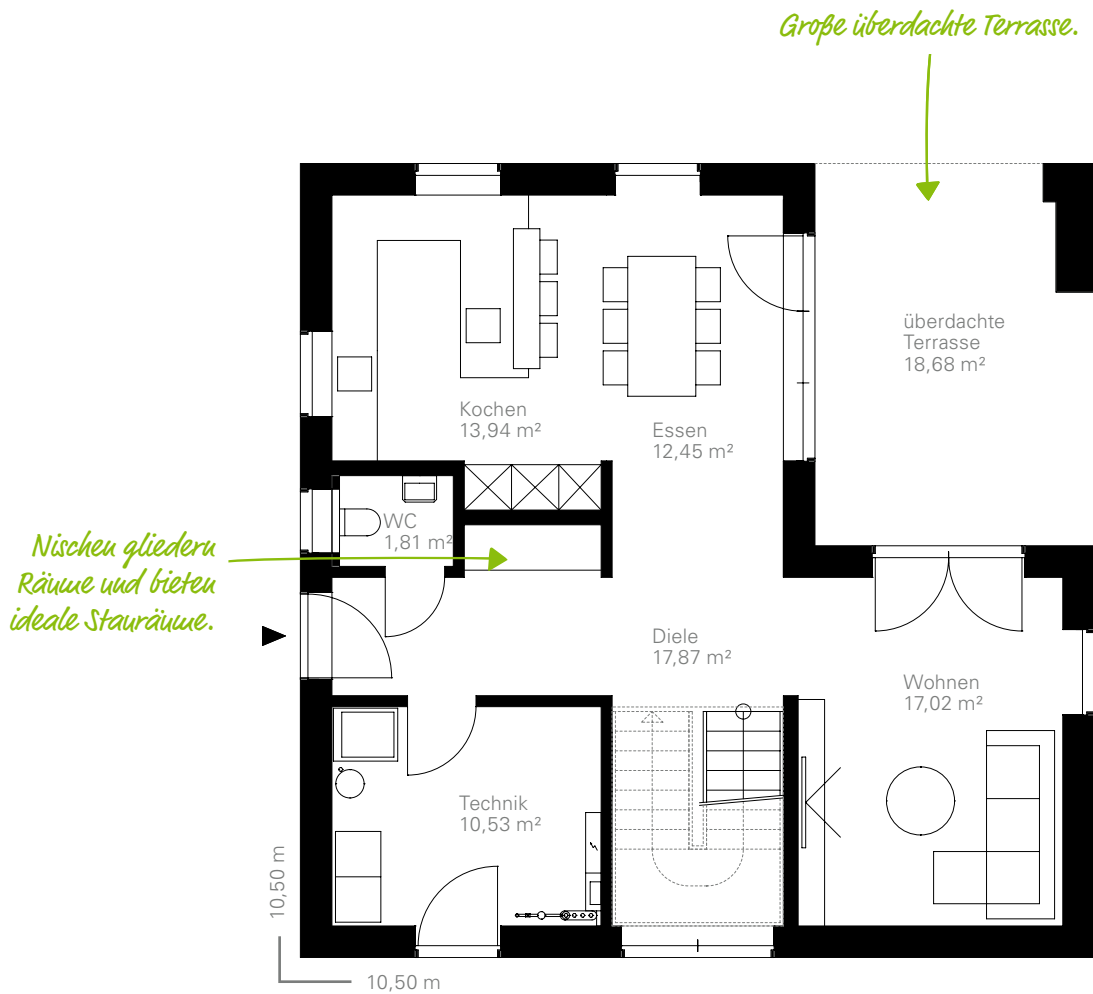 Große überdachte Terrasse.
überdachte
Terrasse
18,68 m²
Kochen
13,94 m²
Essen
12,45 m²
WC
1,81 m²
Nischen gliedern
Räume und bieten
ideale Stauräume.
Diele
17,87 m²
Wohnen
17,02 m²
Technik
10,53 m²
10,50 m
10,50 m